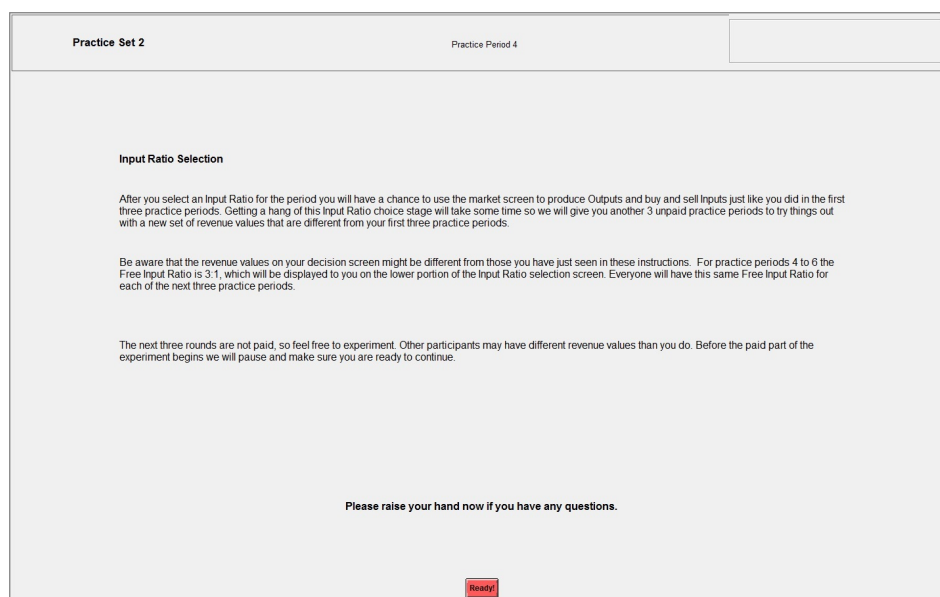 Practice Set 2
Practice Period 4
Input Ratio Selection
After you select an Input Ratio for the period you will have a chance to use the market screen to produce Outputs and buy and sell Inputs just like you did in the first
three practice periods. Getting a hang of this Input Ratio choice stage will take some time so we will give you another 3 unpaid practice periods to try things out
with a new set of revenue values that are different from your first three practice periods.
Be aware that the revenue values on your decision screen might be different from those you have just seen in these instructions. For practice periods 4 to 6 the
Free Input Ratio is 3:1, which will be displayed to you on the lower portion of the Input Ratio selection screen. Everyone will have this same Free Input Ratio for
each of the next three practice periods.
The next three rounds are not paid, so feel free to experiment. Other participants may have different revenue values than you do. Before the paid part of the
experiment begins we will pause and make sure you are ready to continue.
Please raise your hand now if you have any questions.
Ready!